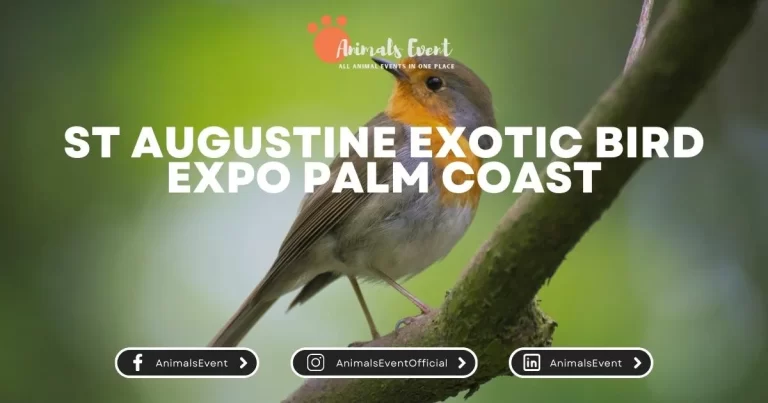 Animals Event
ALL ANIMAL EVENTS IN ONE PLACE
ST AUGUSTINE EXOTIC BIRD
EXPO PALM COAST
AnimalsEvent
AnimalsEventOfficial
AnimalsEvent